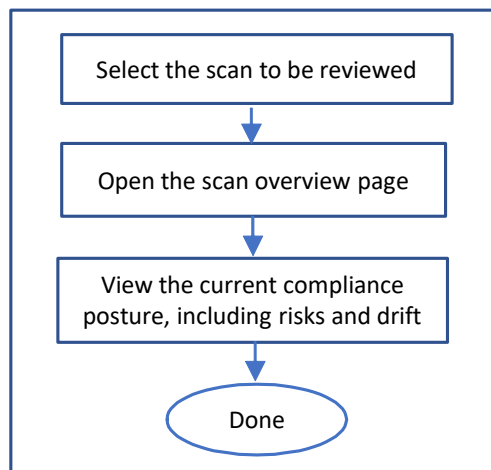 Select the scan to be reviewed
Open the scan overview page
View the current compliance
posture, including risks and drift
Done